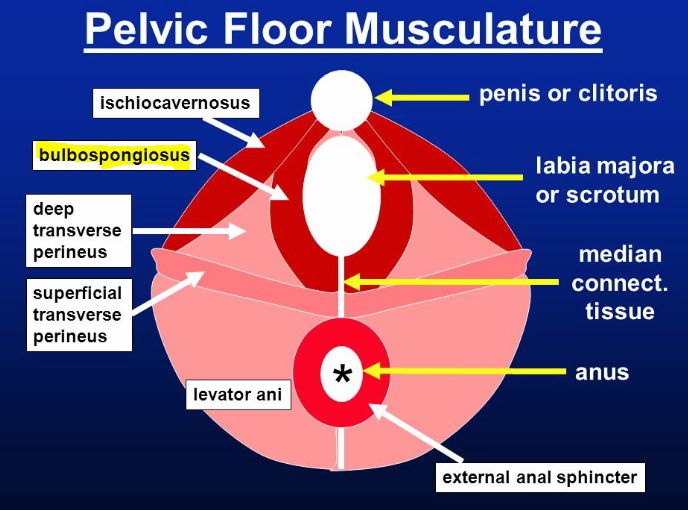 Pelvic Floor Musculature
ischiocavernosus
penis or clitoris
bulbospongiosus
labia majora
or scrotum
deep
transverse
perineus
median
connect.
tissue
superficial
transverse
perineus
anus
*
levator ani
external anal sphincter